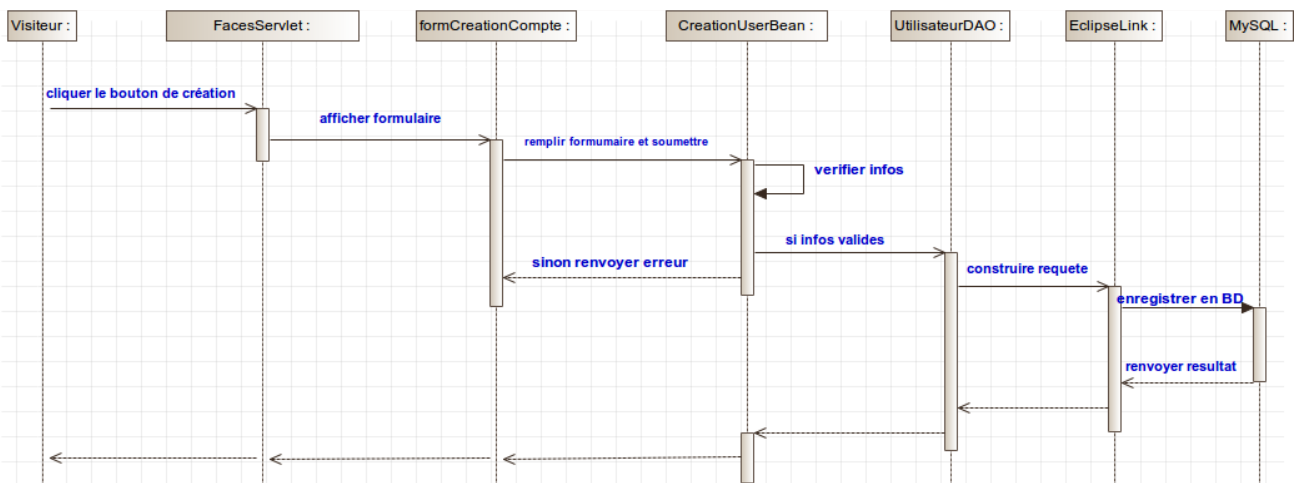 Visiteur :
FacesServlet :
formCreationCompte :
CreationUserBean :
UtilisateurDAO :
EclipseLink :
MySQL :
cliquer le bouton de création
afficher formulaire
remplir formumaire et soumettre
verifier infos
si infos valides
sinon renvoyer erreur
construire requete
enregistrer en BD
renvoyer resultat